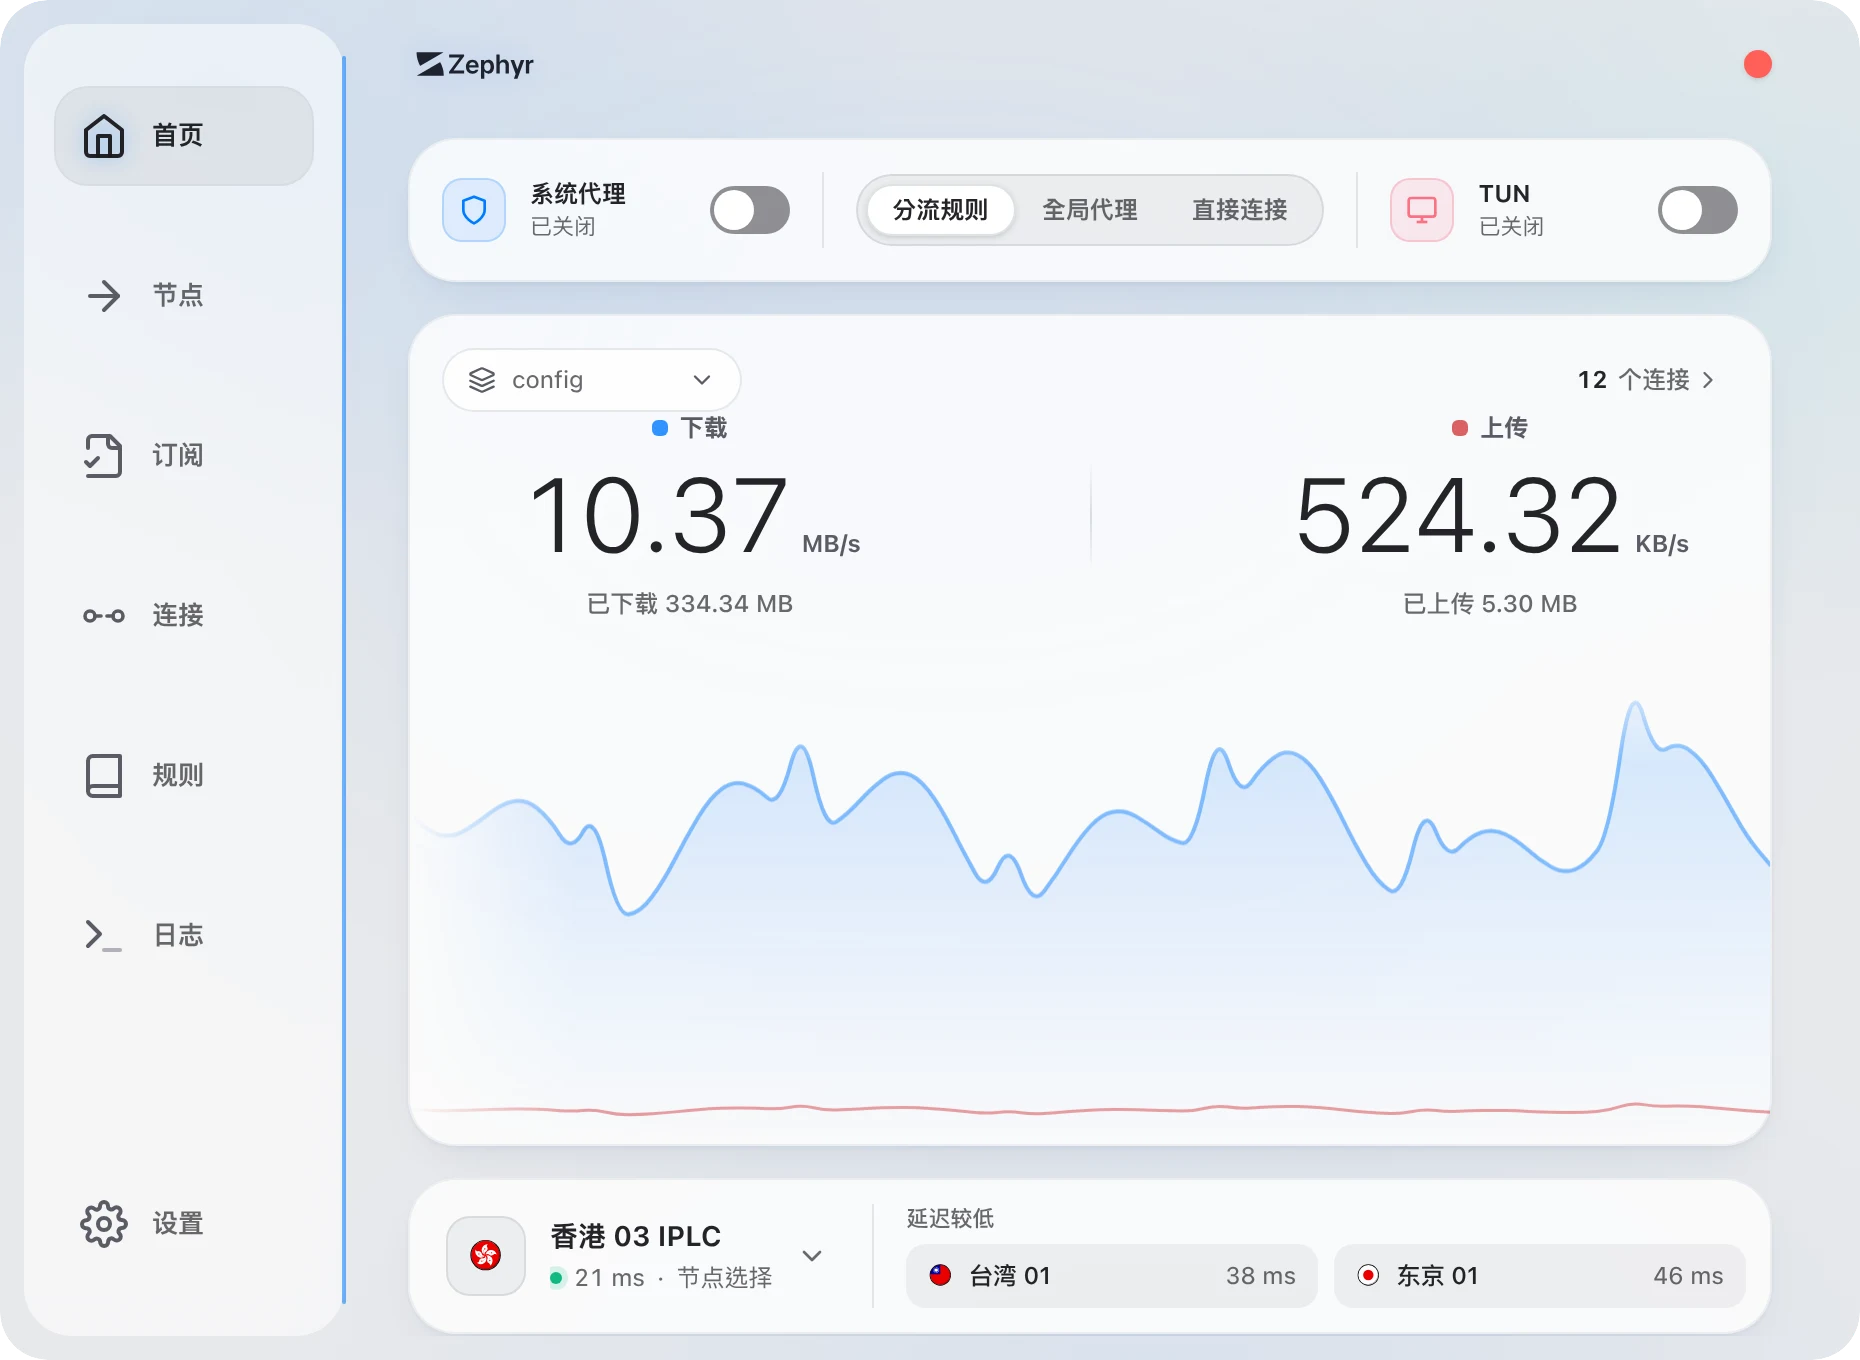 Zephyr
首页
节点
订阅
连接
规则
日志
设置
系统代理
已关闭
分流规则
全局代理
直接连接
TUN
已关闭
config
12 个连接
下载
10.37 MB/s
已下载 334.34 MB
上传
524.32 KB/s
已上传 5.30 MB
香港 03 IPLC
21 ms · 节点选择
延迟较低
台湾 01
38 ms
东京 01
46 ms